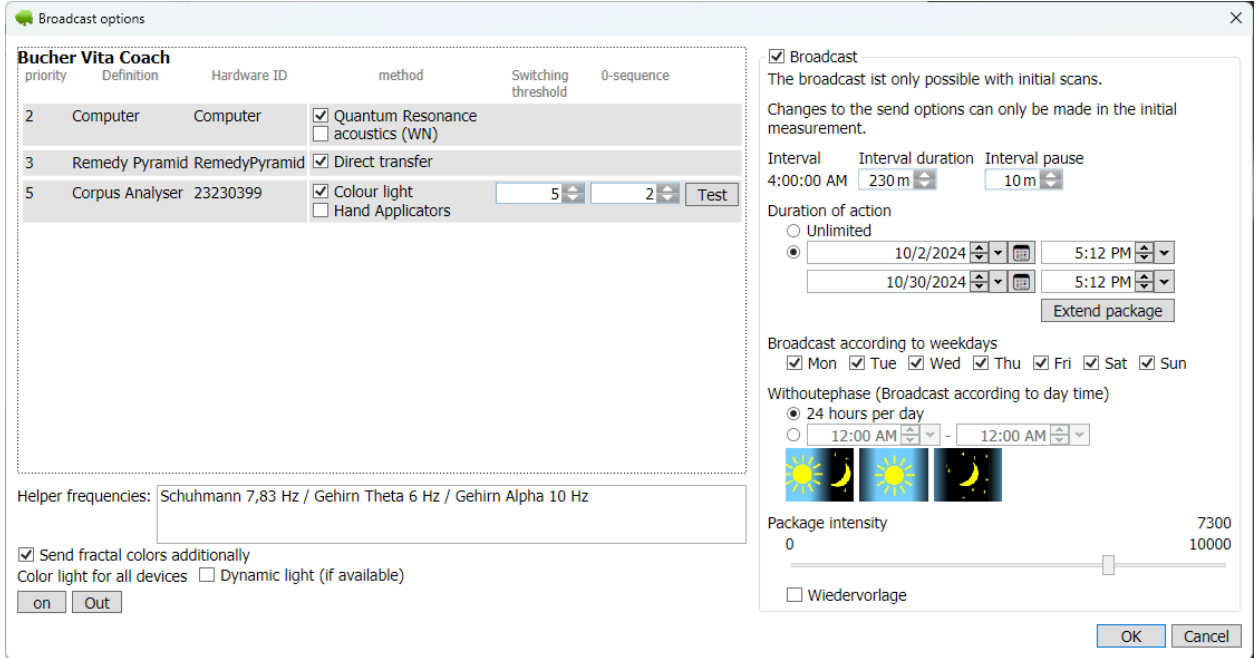 Broadcast options
Bucher Vita Coach
priority Definition Hardware ID method Switching threshold 0-sequence
2 Computer Computer Quantum Resonance
acoustics (WN)
3 Remedy Pyramid RemedyPyramid Direct transfer
5 Corpus Analyser 23230399 Colour light 5 2 Test
Hand Applicators
Helper frequencies: Schuhmann 7,83 Hz / Gehirn Theta 6 Hz / Gehirn Alpha 10 Hz
Send fractal colors additionally
Color light for all devices Dynamic light (if available)
on Out
Broadcast
The broadcast ist only possible with initial scans.
Changes to the send options can only be made in the initial
measurement.
Interval Interval duration Interval pause
4:00:00 AM 230 m 10 m
Duration of action
Unlimited
10/2/2024 5:12 PM
10/30/2024 5:12 PM
Extend package
Broadcast according to weekdays
Mon Tue Wed Thu Fri Sat Sun
Withoutephase (Broadcast according to day time)
24 hours per day
12:00 AM - 12:00 AM
Package intensity 7300
0 10000
Wiedervorlage
OK Cancel